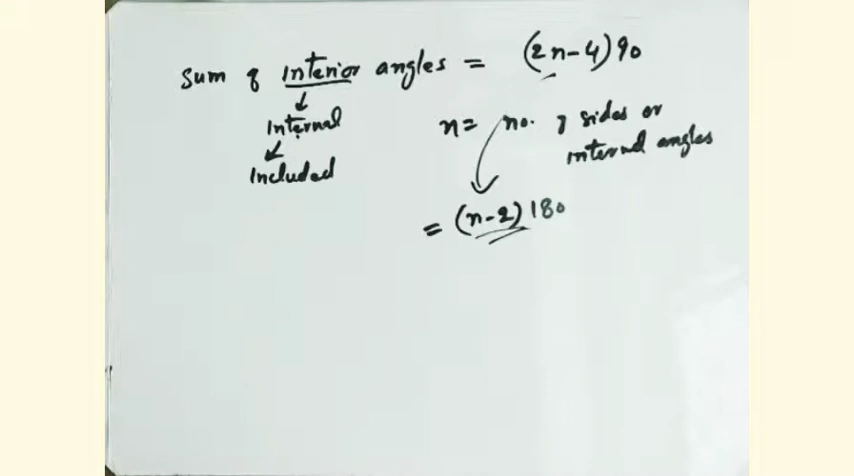 Sum of interior angles = (2n-4)90
Internal
Included
n= no. of sides or
internal angles
= (n-2)180